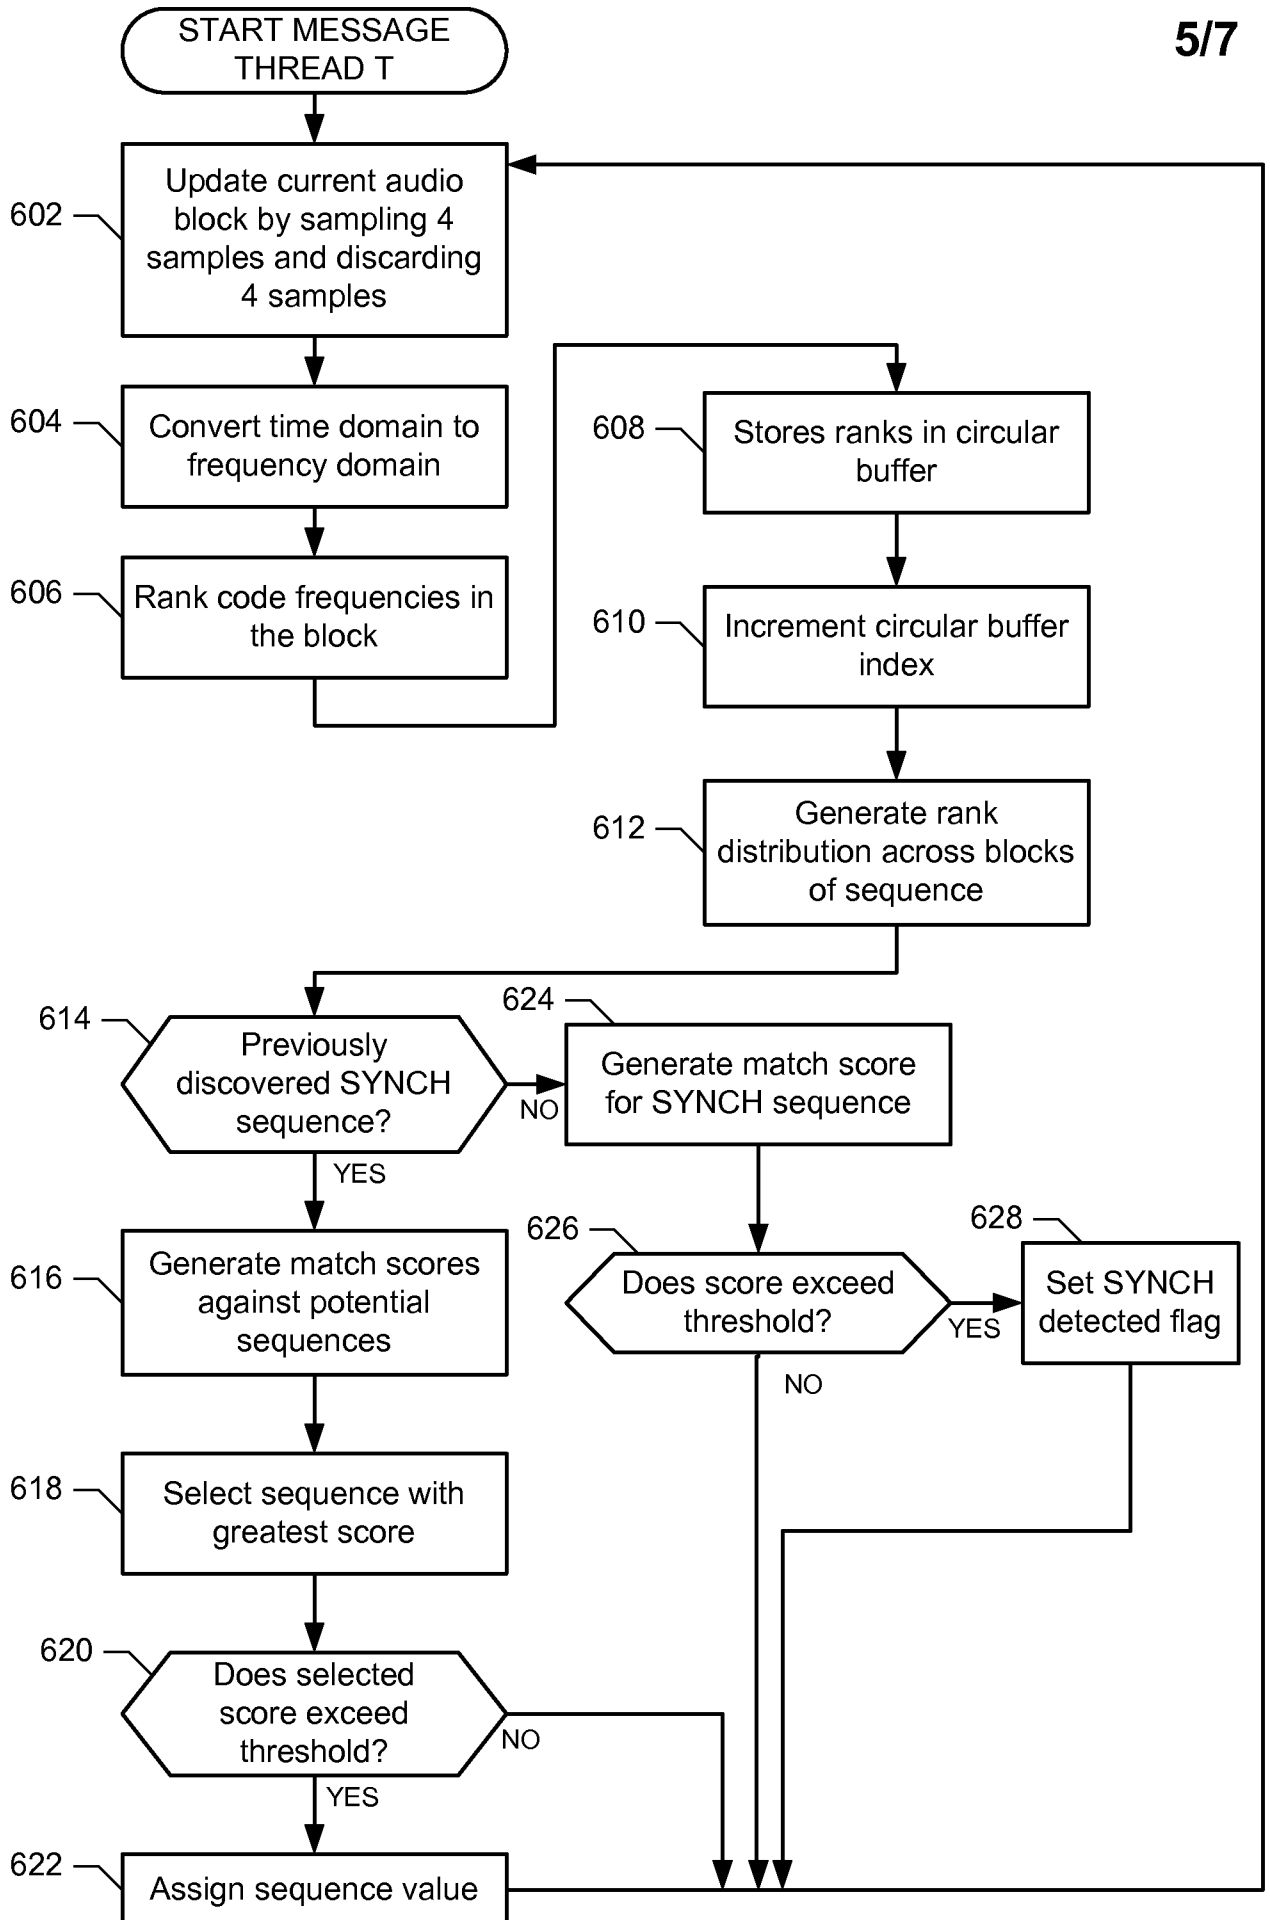 START MESSAGE
THREAD T
5/7
602
Update current audio
block by sampling 4
samples and discarding
4 samples
604
Convert time domain to
frequency domain
606
Rank code frequencies in
the block
608
Stores ranks in circular
buffer
610
Increment circular buffer
index
612
Generate rank
distribution across blocks
of sequence
614
Previously
discovered SYNCH
sequence?
NO
YES
624
Generate match score
for SYNCH sequence
626
Does score exceed
threshold?
YES
NO
628
Set SYNCH
detected flag
616
Generate match scores
against potential
sequences
618
Select sequence with
greatest score
620
Does selected
score exceed
threshold?
NO
YES
622
Assign sequence value